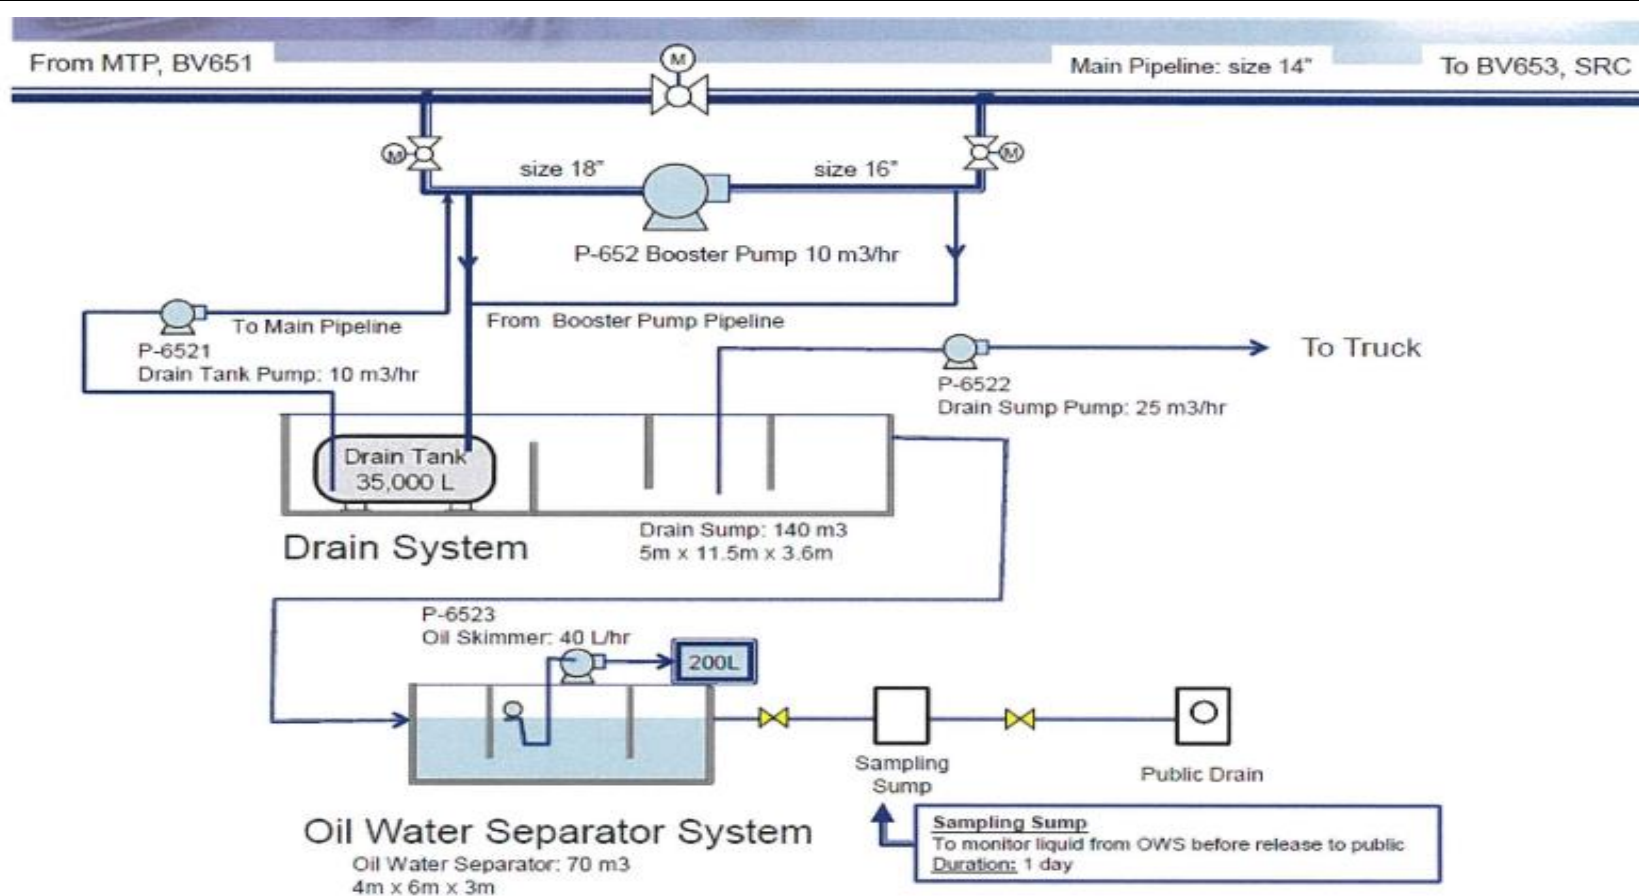 From MTP, BV651
M
Main Pipeline: size 14"
To BV653, SRC
M
size 18"
size 16"
M
P-652 Booster Pump 10 m3/hr
To Main Pipeline
From Booster Pump Pipeline
P-6521
Drain Tank Pump: 10 m3/hr
To Truck
P-6522
Drain Sump Pump: 25 m3/hr
Drain Tank
35,000 L
Drain Sump: 140 m3
5m x 11.5m x 3.6m
Drain System
P-6523
Oil Skimmer: 40 L/hr
200L
Sampling
Sump
Public Drain
Oil Water Separator System
Oil Water Separator: 70 m3
4m x 6m x 3m
Sampling Sump
To monitor liquid from OWS before release to public
Duration: 1 day